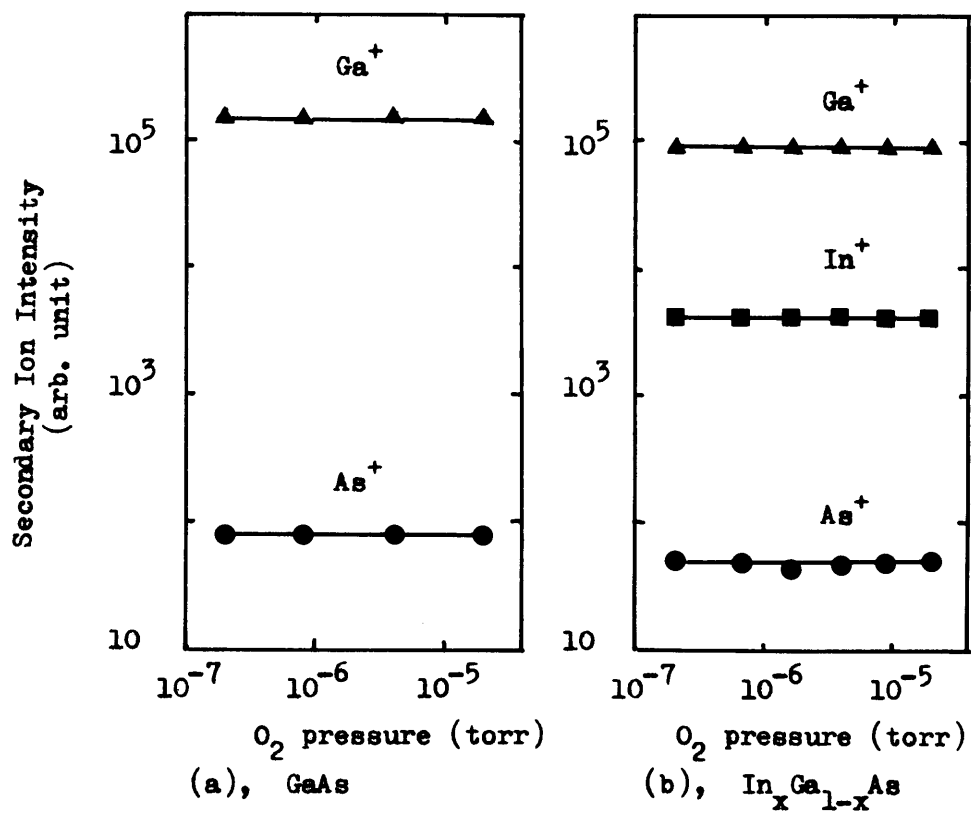 Secondary Ion Intensity
(arb. unit)
Ga+
10^5
10^3
As+
10
10^-7 10^-6 10^-5
O2 pressure (torr)
(a), GaAs
Ga+
10^5
In+
10^3
As+
10
10^-7 10^-6 10^-5
O2 pressure (torr)
(b), InxGa1-xAs